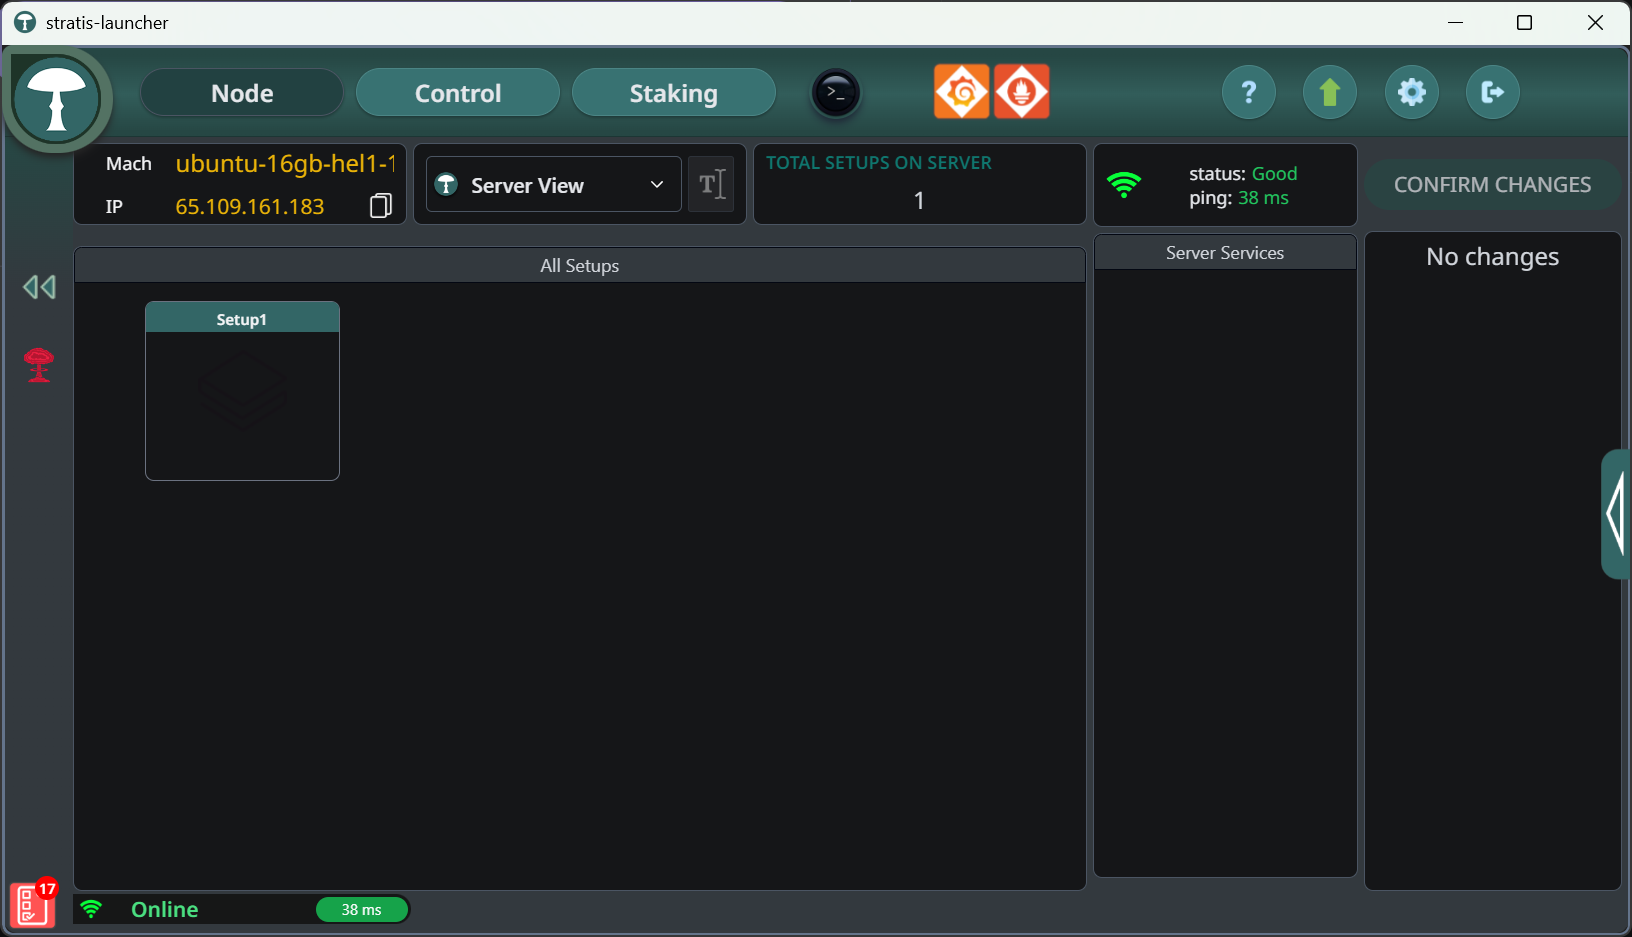 stratis-launcher
Node
Control
Staking
>_
?
Mach
ubuntu-16gb-hel1-1
IP
65.109.161.183
Server View
T
TOTAL SETUPS ON SERVER
1
status: Good
ping: 38 ms
CONFIRM CHANGES
All Setups
Server Services
No changes
Setup1
17
Online
38 ms